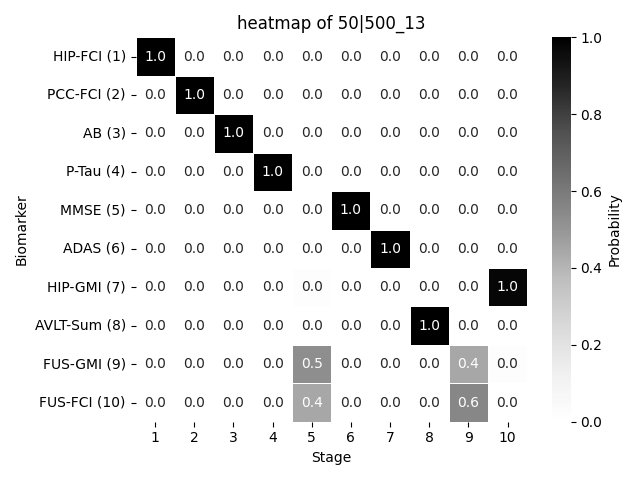 heatmap of 50|500_13
HIP-FCI (1) 1.0 0.0 0.0 0.0 0.0 0.0 0.0 0.0 0.0 0.0
PCC-FCI (2) 0.0 1.0 0.0 0.0 0.0 0.0 0.0 0.0 0.0 0.0
AB (3) 0.0 0.0 1.0 0.0 0.0 0.0 0.0 0.0 0.0 0.0
P-Tau (4) 0.0 0.0 0.0 1.0 0.0 0.0 0.0 0.0 0.0 0.0
MMSE (5) 0.0 0.0 0.0 0.0 0.0 1.0 0.0 0.0 0.0 0.0
ADAS (6) 0.0 0.0 0.0 0.0 0.0 0.0 1.0 0.0 0.0 0.0
HIP-GMI (7) 0.0 0.0 0.0 0.0 0.0 0.0 0.0 0.0 0.0 1.0
AVLT-Sum (8) 0.0 0.0 0.0 0.0 0.0 0.0 0.0 1.0 0.0 0.0
FUS-GMI (9) 0.0 0.0 0.0 0.0 0.5 0.0 0.0 0.0 0.4 0.0
FUS-FCI (10) 0.0 0.0 0.0 0.0 0.4 0.0 0.0 0.0 0.6 0.0
1 2 3 4 5 6 7 8 9 10
Stage
Biomarker
1.0
0.8
0.6
0.4
0.2
0.0
Probability